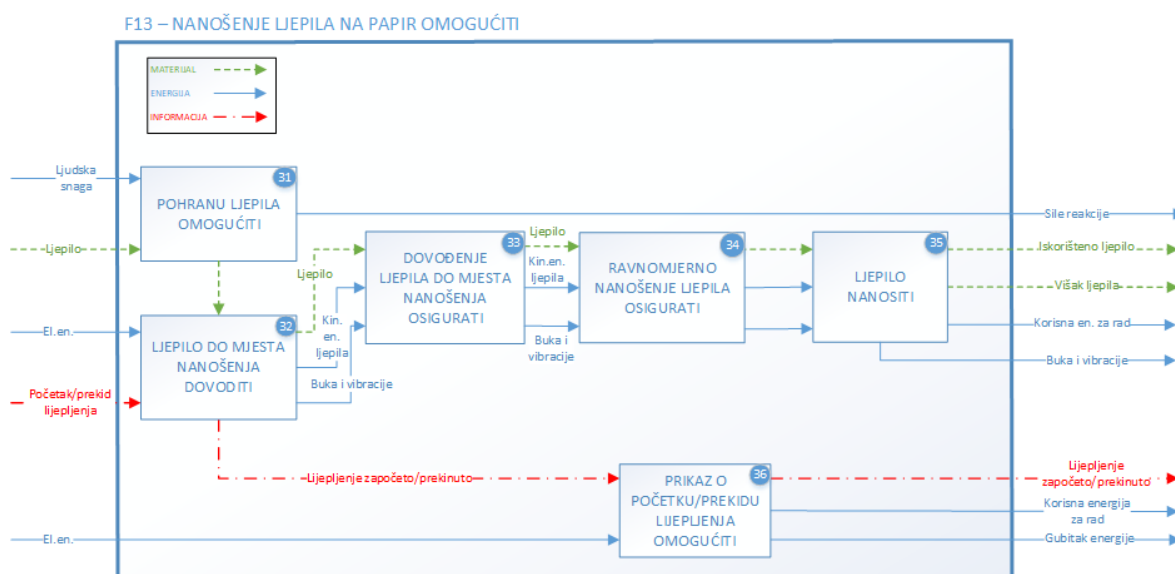 F13 – NANOŠENJE LJEPILA NA PAPIR OMOGUĆITI
MATERIJAL
ENERGIJA
INFORMACIJA
Ljudska
snaga
31
POHRANU LJEPILA
OMOGUĆITI
Sile reakcije
Ljepilo
Ljepilo
33
DOVOĐENJE
LJEPILA DO MJESTA
NANOŠENJA
OSIGURATI
Ljepilo
Kin.en.
ljepila
Buka i
vibracije
34
RAVNOMJERNO
NANOŠENJE LJEPILA
OSIGURATI
35
LJEPILO
NANOSITI
Iskorišteno ljepilo
Višak ljepila
Korisna en. za rad
Buka i vibracije
El.en.
32
LJEPILO DO MJESTA
NANOŠENJA
DOVODITI
Kin.
en.
ljepila
Buka i vibracije
Početak/prekid
lijepljenja
Lijepljenje započeto/prekinuto
36
PRIKAZ O
POČETKU/PREKIDU
LIJEPLJENJA
OMOGUĆITI
Lijepljenje
započeto/prekinuto
Korisna energija
za rad
Gubitak energije
El.en.